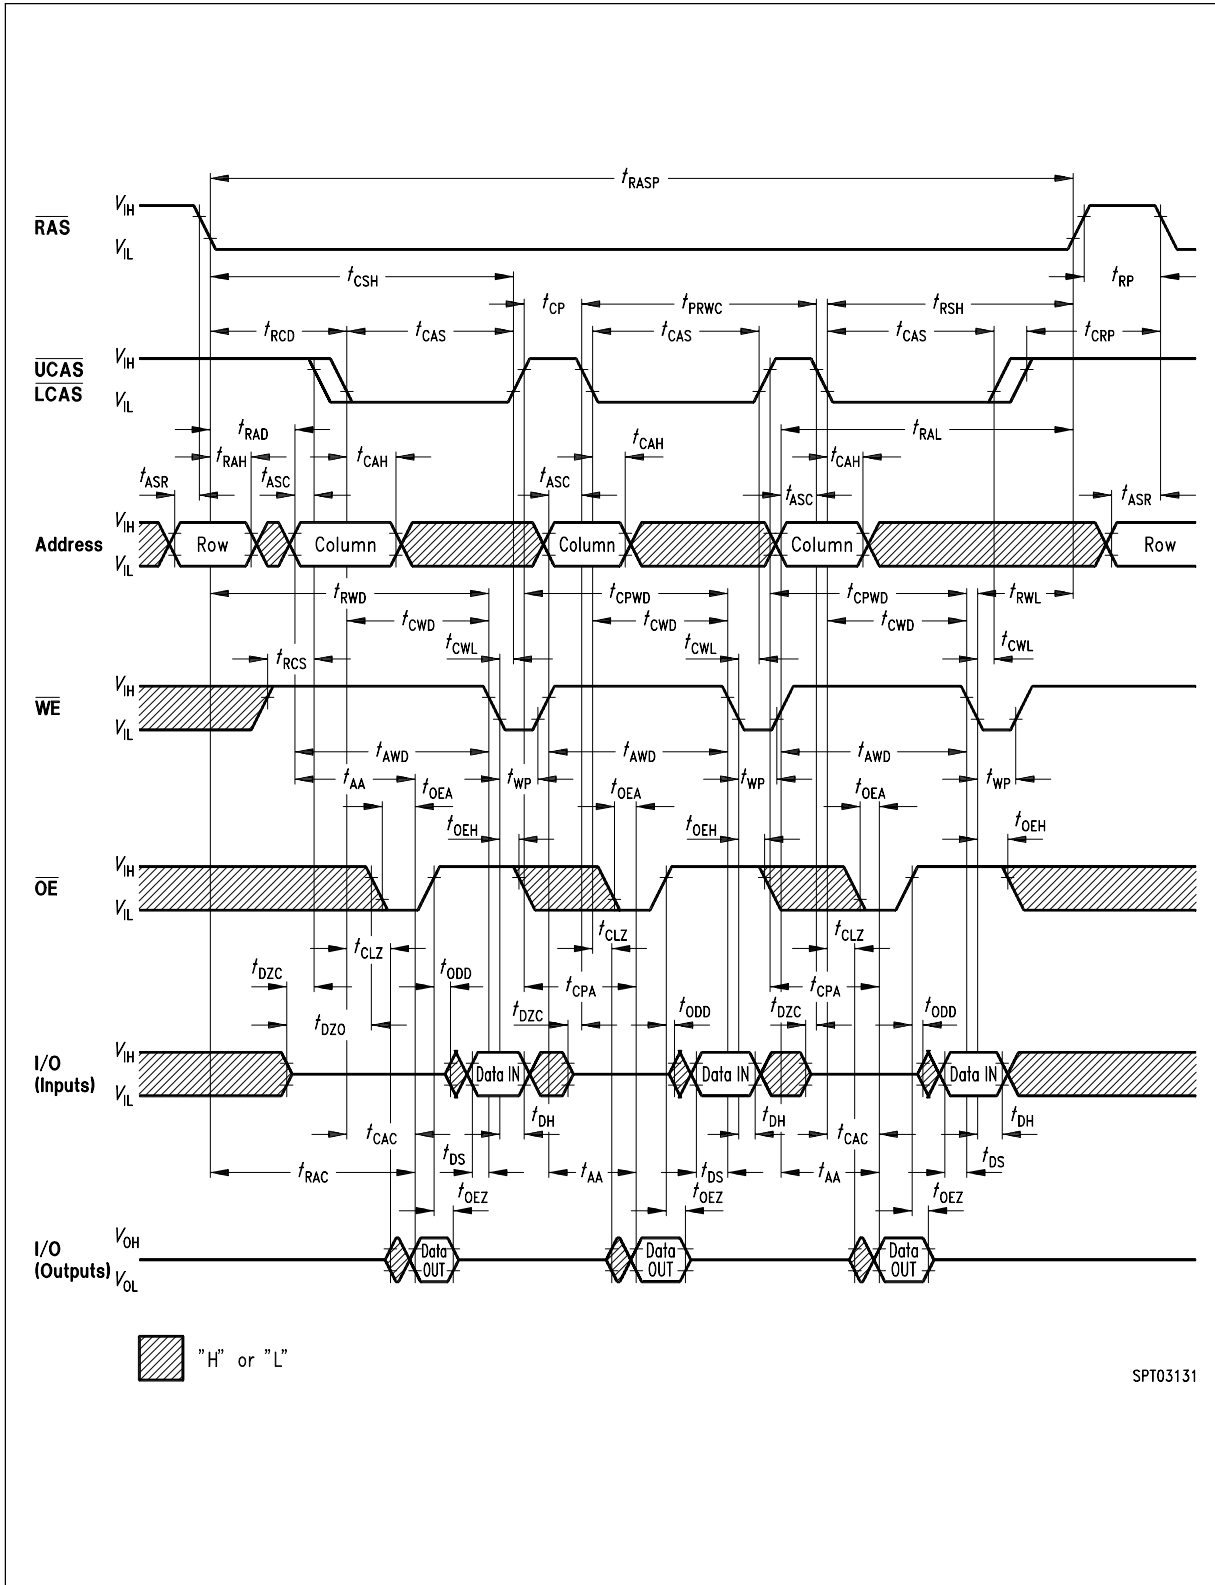 tRASP
VIH
RAS
VIL
tCSH
tCP
tPRWC
tRSH
tRP
tRCD
tCAS
tCAS
tCAS
tCRP
VIH
UCAS
LCAS
VIL
tRAD
tRAL
tRAH
tCAH
tCAH
tCAH
tASR
tASC
tASC
tASC
tASR
VIH
Address
Row
Column
Column
Column
Row
VIL
tRWD
tCPWD
tCPWD
tRWL
tCWD
tCWD
tCWD
tRCS
tCWL
tCWL
tCWL
VIH
WE
VIL
tAWD
tAWD
tAWD
tAA
tWP
tWP
tWP
tOEA
tOEA
tOEA
tOEH
tOEH
tOEH
VIH
OE
VIL
tCLZ
tCLZ
tCLZ
tDZC
tODD
tCPA
tCPA
tDZC
tODD
tDZC
tODD
tDZO
VIH
I/O
(Inputs)
Data IN
Data IN
Data IN
VIL
tDH
tDH
tDH
tCAC
tCAC
tDS
tDS
tDS
tRAC
tAA
tAA
tOEZ
tOEZ
tOEZ
VOH
I/O
(Outputs)
Data
OUT
Data
OUT
Data
OUT
VOL
"H" or "L"
SPT03131